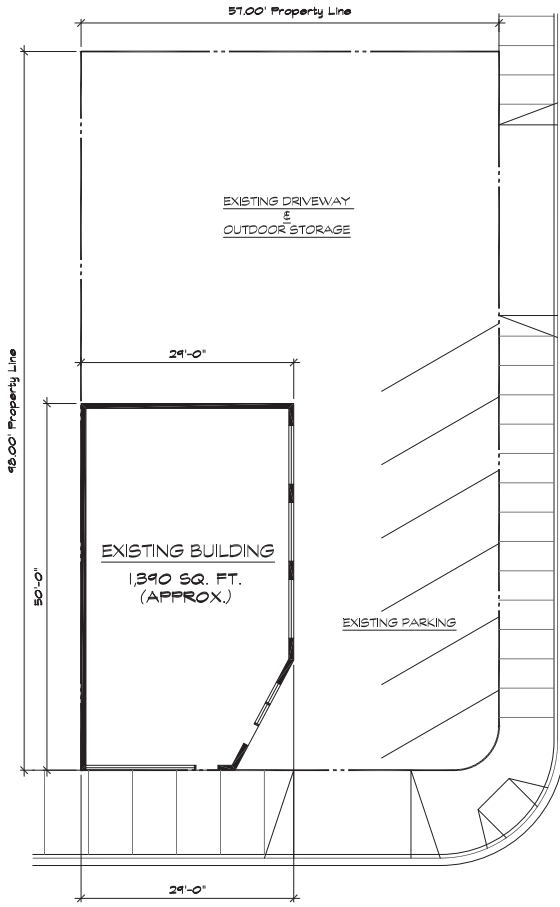 57.00' Property Line
EXISTING DRIVEWAY
&
OUTDOOR STORAGE
29'-0"
98.00' Property Line
50'-0"
EXISTING BUILDING
1,390 SQ. FT.
(APPROX.)
EXISTING PARKING
29'-0"